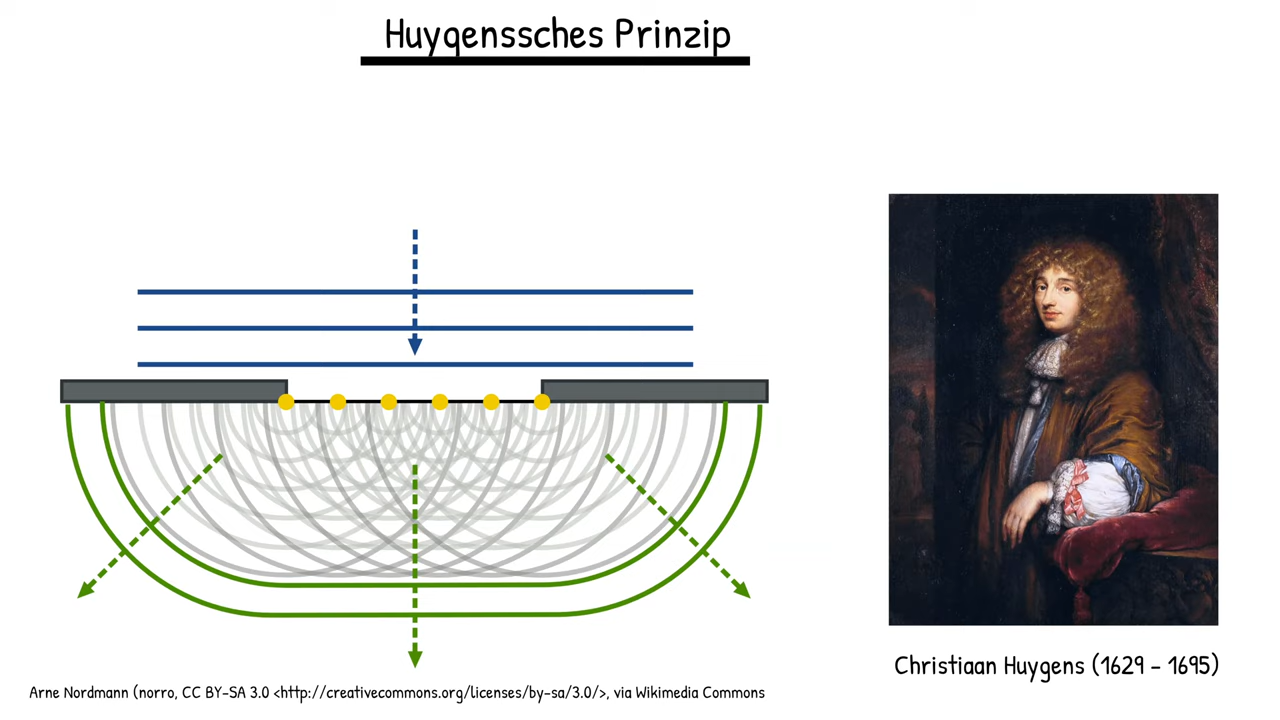 Huygenssches Prinzip
Christiaan Huygens (1629 - 1695)
Arne Nordmann (norro, CC BY-SA 3.0 <http://creativecommons.org/licenses/by-sa/3.0/>, via Wikimedia Commons